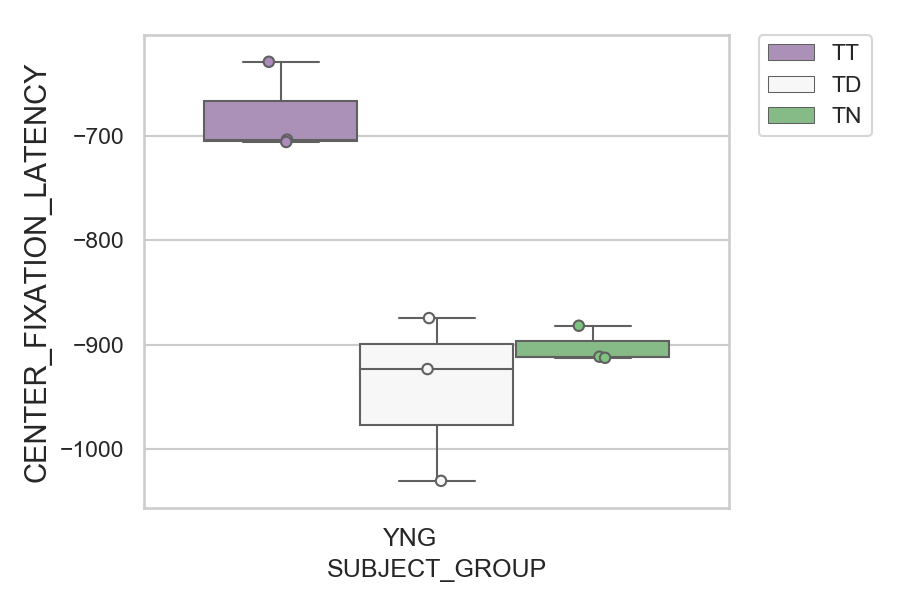 CENTER_FIXATION_LATENCY
−700
−800
−900
−1000
YNG
SUBJECT_GROUP
TT
TD
TN